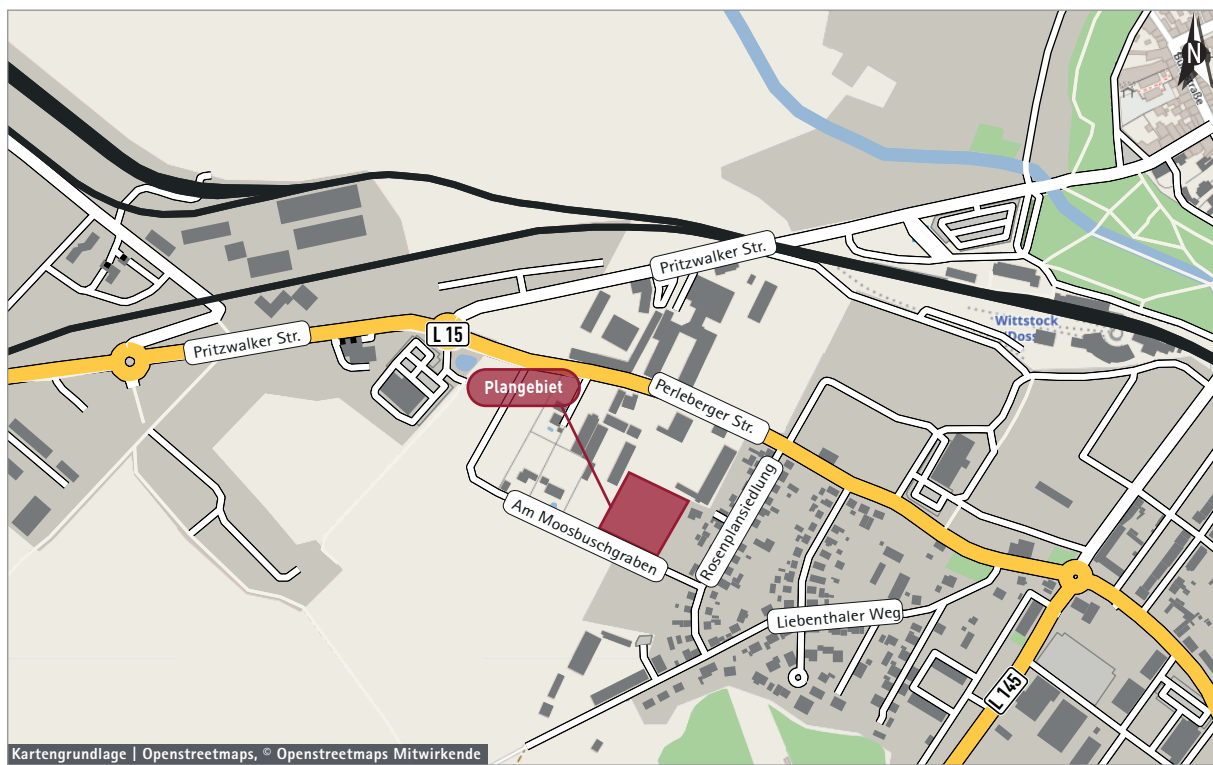 N
Pritzwalker Str.
Wittstock
Doss
L 15
Pritzwalker Str.
Plangebiet
Perleberger Str.
Am Moosbuschgraben
Rosenplansiedlung
Liebenthaler Weg
L 145
Kartengrundlage | Openstreetmaps, © Openstreetmaps Mitwirkende